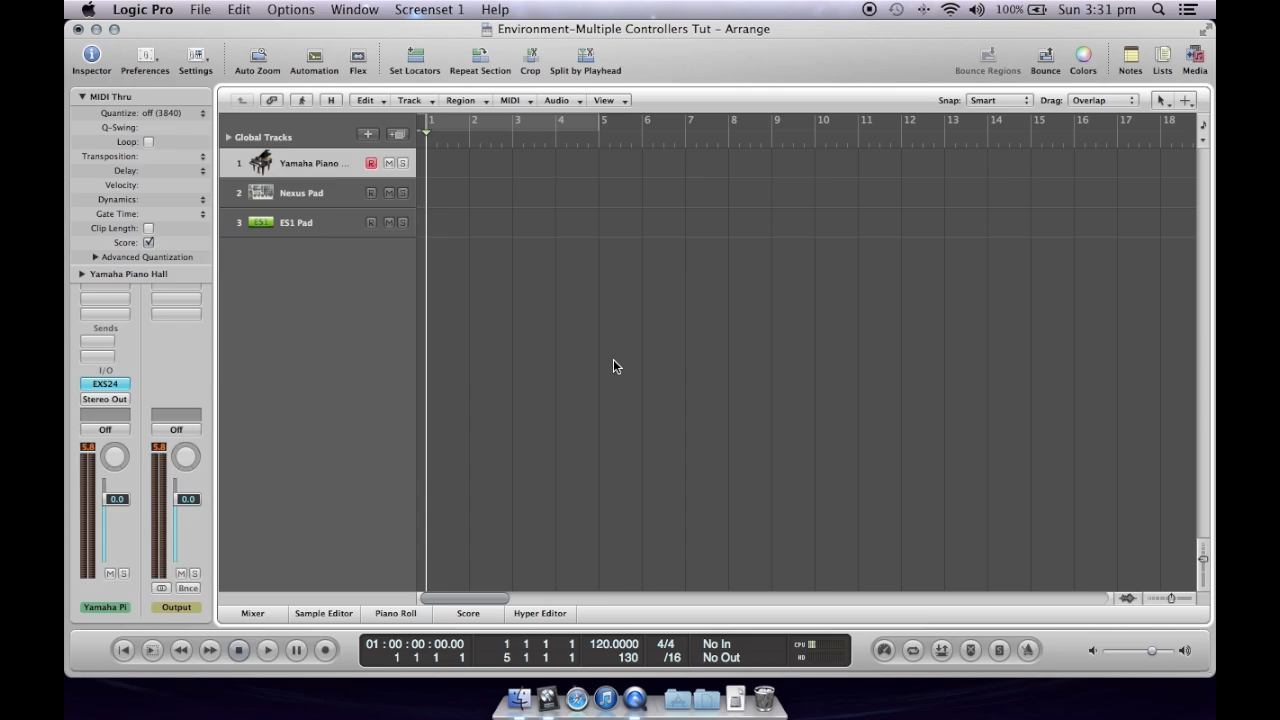 Logic Pro File Edit Options Window Screenset 1 Help 100% Sun 3:31 pm
Environment-Multiple Controllers Tut - Arrange
Inspector Preferences Settings Auto Zoom Automation Flex Set Locators Repeat Section Crop Split by Playhead Bounce Regions Bounce Colors Notes Lists Media
MIDI Thru
Quantize: off (3840)
Q-Swing:
Loop:
Transposition:
Delay:
Velocity:
Dynamics:
Gate Time:
Clip Length:
Score:
Advanced Quantization
Yamaha Piano Hall
Sends
I/O
EXS24
Stereo Out
Off Off
5.8 5.8
0.0 0.0
M S M S
Bnce
Yamaha Pi Output
H Edit Track Region MIDI Audio View Snap: Smart Drag: Overlap
Global Tracks
1 2 3 4 5 6 7 8 9 10 11 12 13 14 15 16 17 18
1 Yamaha Piano ... R M S
2 Nexus Pad R M S
3 ES1 ES1 Pad R M S
Mixer Sample Editor Piano Roll Score Hyper Editor
01:00:00:00.00 1 1 1 1 120.0000 4/4 No In CPU
1 1 1 1 5 1 1 1 130 /16 No Out HD